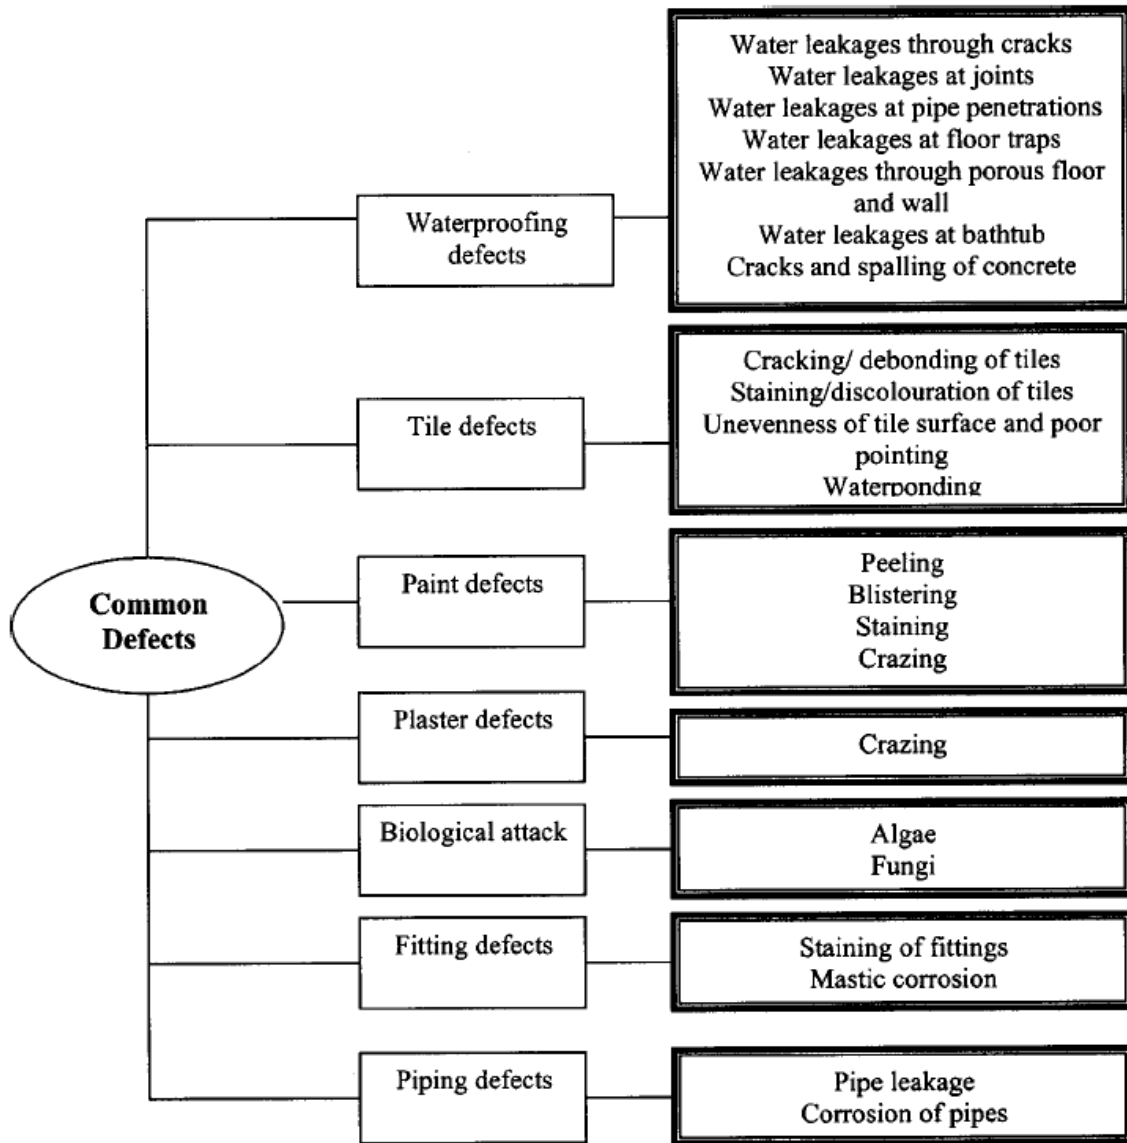 Common
Defects
Waterproofing
defects
Water leakages through cracks
Water leakages at joints
Water leakages at pipe penetrations
Water leakages at floor traps
Water leakages through porous floor
and wall
Water leakages at bathtub
Cracks and spalling of concrete
Tile defects
Cracking/ debonding of tiles
Staining/discolouration of tiles
Unevenness of tile surface and poor
pointing
Waterponding
Paint defects
Peeling
Blistering
Staining
Crazing
Plaster defects
Crazing
Biological attack
Algae
Fungi
Fitting defects
Staining of fittings
Mastic corrosion
Piping defects
Pipe leakage
Corrosion of pipes